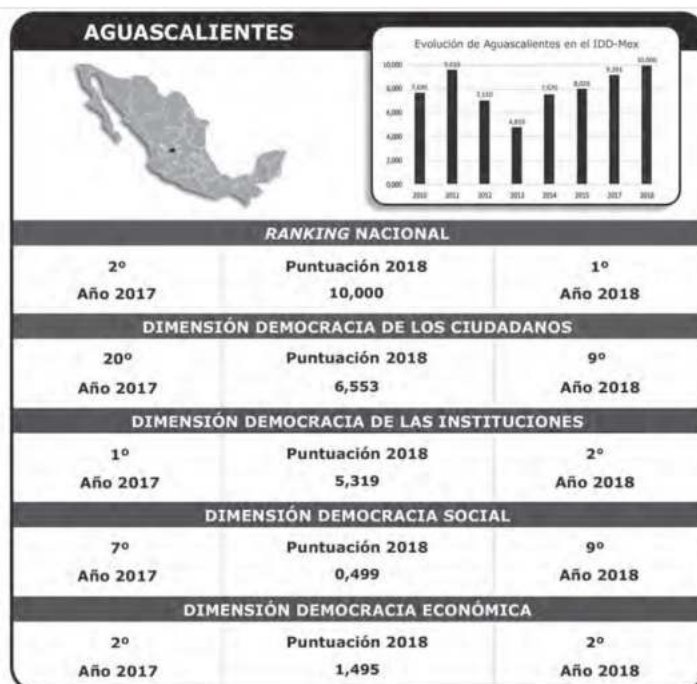 AGUASCALIENTES
Evolución de Aguascalientes en el IDD-Mex
10,000
8,000
6,000
4,000
2,000
0,000
10,000
2010 2011 2012 2013 2014 2015 2017 2018
RANKING NACIONAL
2º Puntuación 2018 1º
Año 2017 10,000 Año 2018
DIMENSIÓN DEMOCRACIA DE LOS CIUDADANOS
20º Puntuación 2018 9º
Año 2017 6,553 Año 2018
DIMENSIÓN DEMOCRACIA DE LAS INSTITUCIONES
1º Puntuación 2018 2º
Año 2017 5,319 Año 2018
DIMENSIÓN DEMOCRACIA SOCIAL
7º Puntuación 2018 9º
Año 2017 0,499 Año 2018
DIMENSIÓN DEMOCRACIA ECONÓMICA
2º Puntuación 2018 2º
Año 2017 1,495 Año 2018